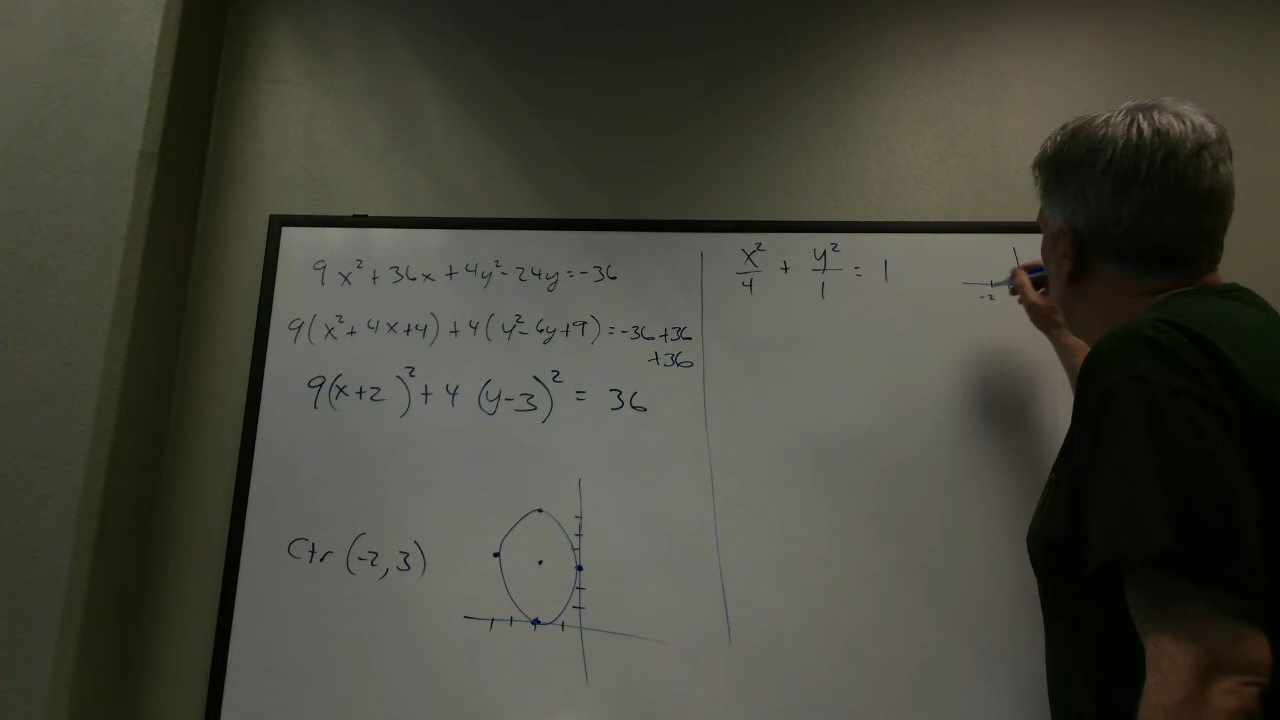 9x² + 36x + 4y² - 24y = -36
9(x² + 4x + 4) + 4(y² - 6y + 9) = -36 + 36
+36
9(x+2)² + 4(y-3)² = 36
Ctr (-2, 3)
x²/4 + y²/1 = 1
-2